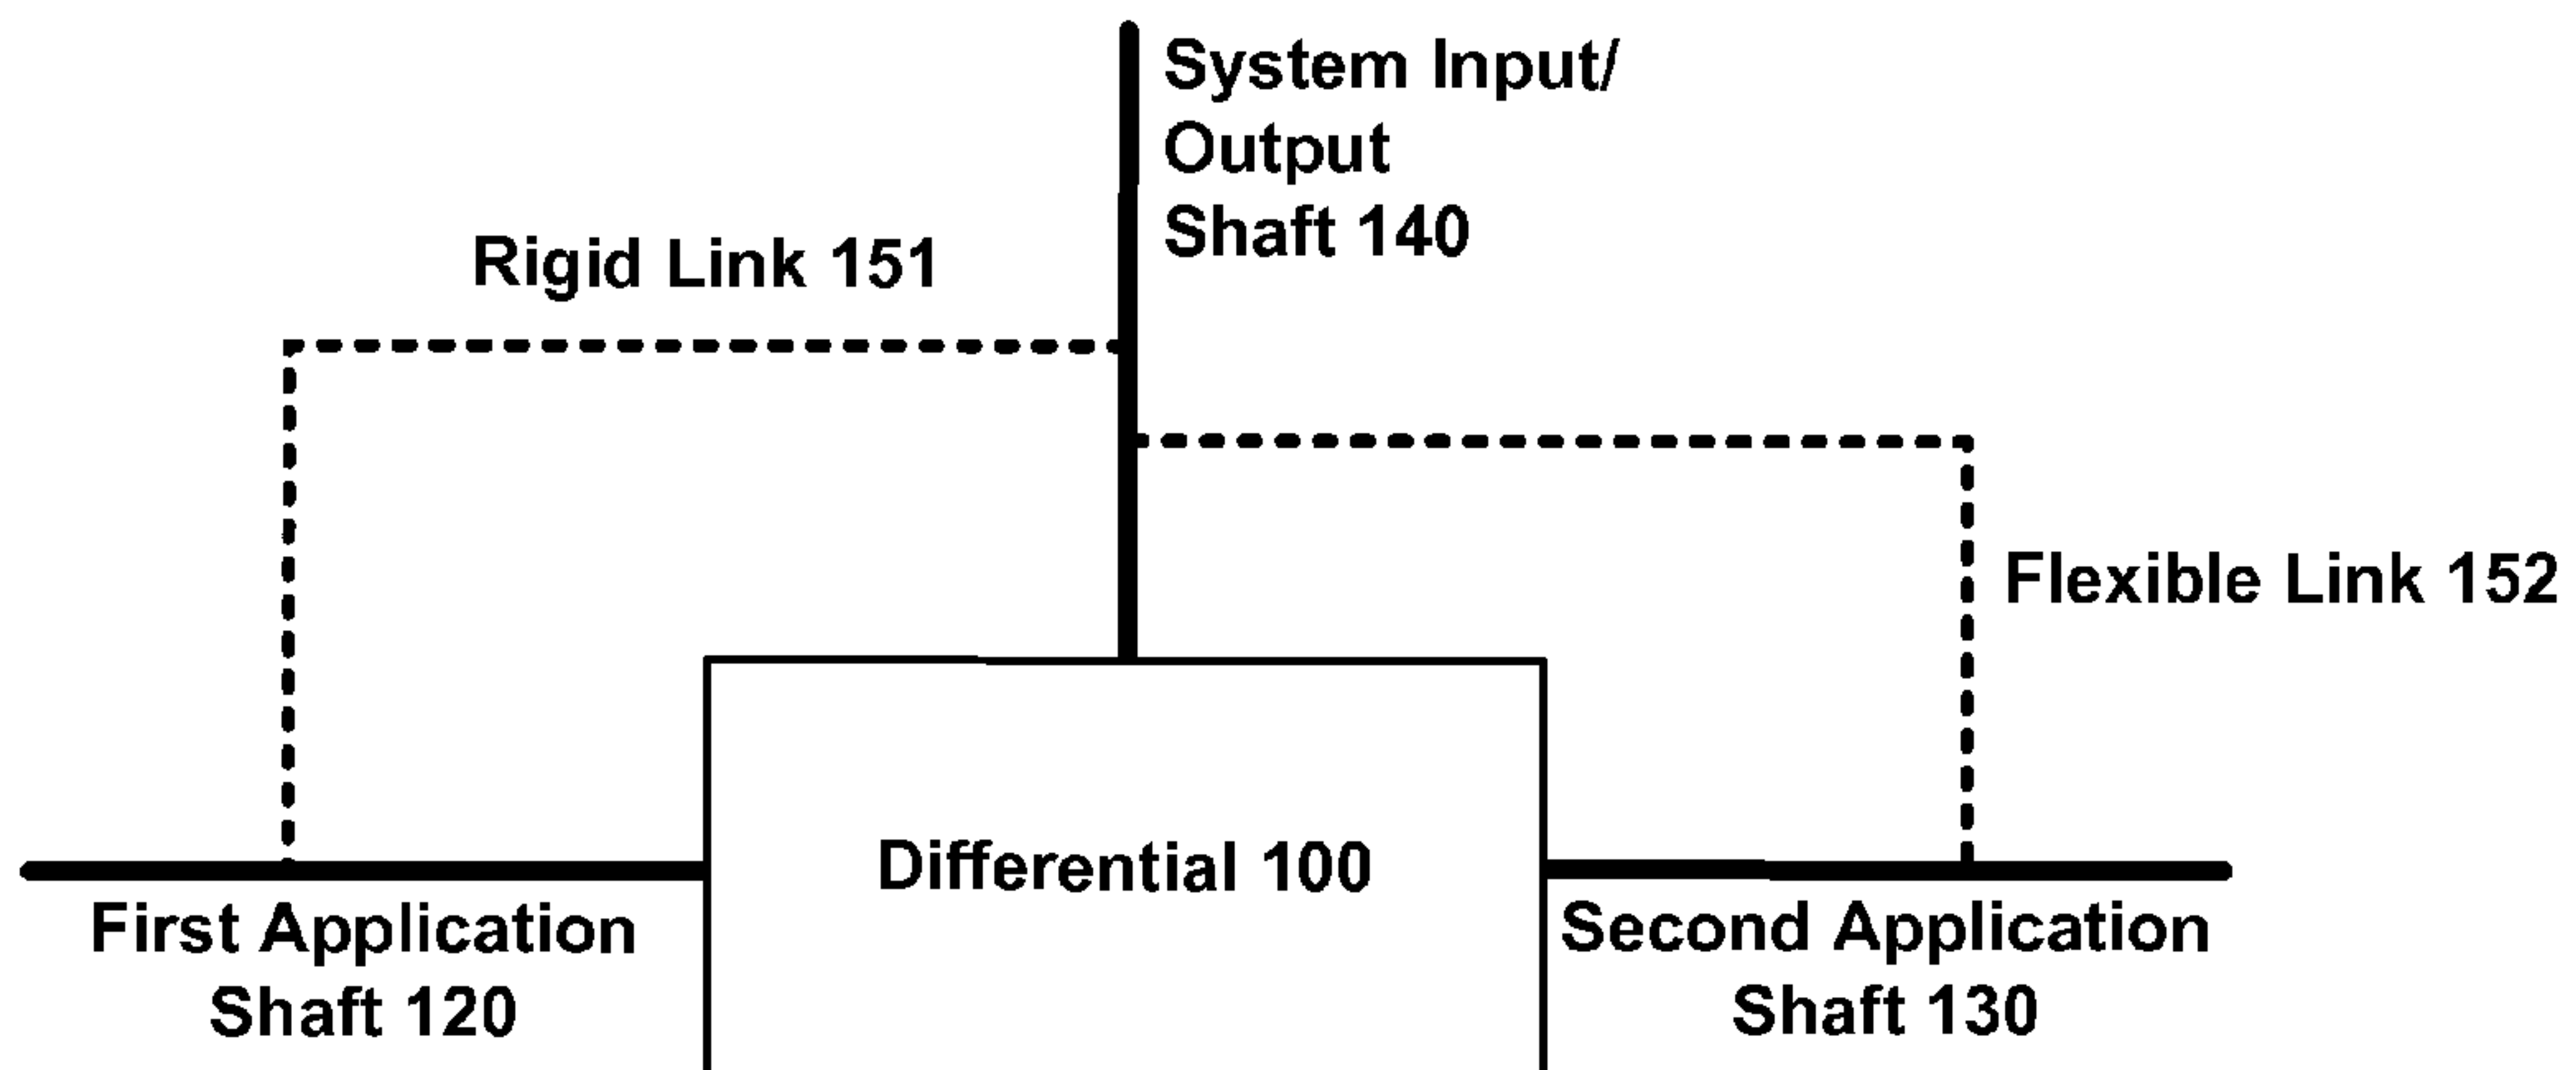 System Input/
Output
Shaft 140
Rigid Link 151
Flexible Link 152
Differential 100
First Application
Shaft 120
Second Application
Shaft 130